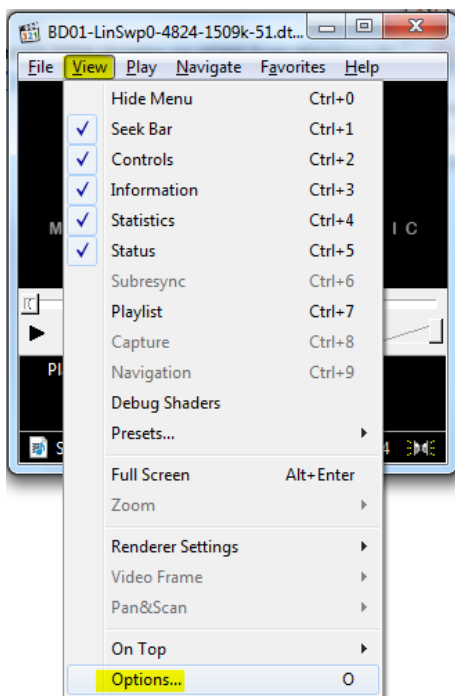 BD01-LinSwp0-4824-1509k-51.dt...
File View Play Navigate Favorites Help
Hide Menu Ctrl+0
Seek Bar Ctrl+1
Controls Ctrl+2
Information Ctrl+3
Statistics Ctrl+4
Status Ctrl+5
Subresync Ctrl+6
Playlist Ctrl+7
Capture Ctrl+8
Navigation Ctrl+9
Debug Shaders
Presets...
Full Screen Alt+Enter
Zoom
Renderer Settings
Video Frame
Pan&Scan
On Top
Options... O
M
I C
Pl
S
4